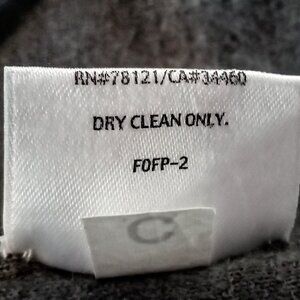 RN#78121/CA#34460
DRY CLEAN ONLY.
F0FP-2
C